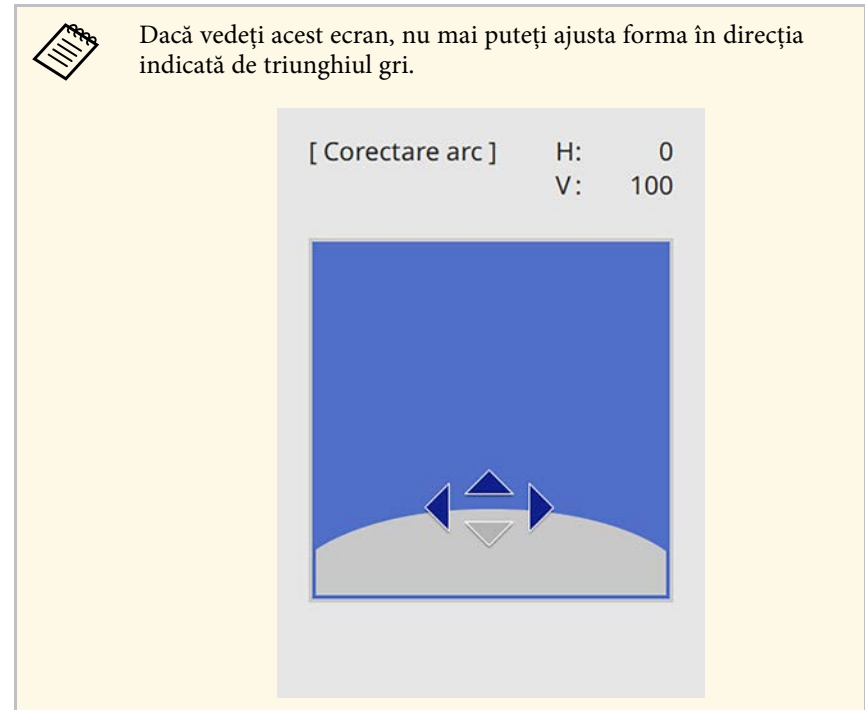 Dacă vedeți acest ecran, nu mai puteți ajusta forma în direcția
indicată de triunghiul gri.
[ Corectare arc ] H: 0
V: 100